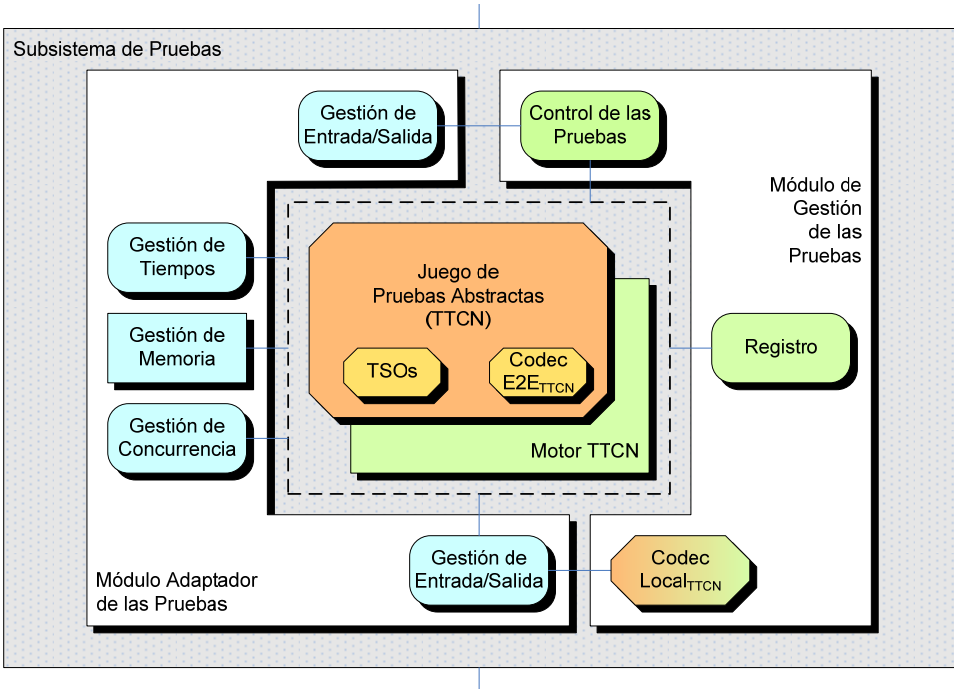 Subsistema de Pruebas
Gestión de
Entrada/Salida
Control de las
Pruebas
Módulo de
Gestión
de las
Pruebas
Gestión de
Tiempos
Gestión de
Memoria
Gestión de
Concurrencia
Juego de
Pruebas Abstractas
(TTCN)
TSOs
Codec
E2ETTCN
Motor TTCN
Registro
Gestión de
Entrada/Salida
Codec
LocalTTCN
Módulo Adaptador
de las Pruebas